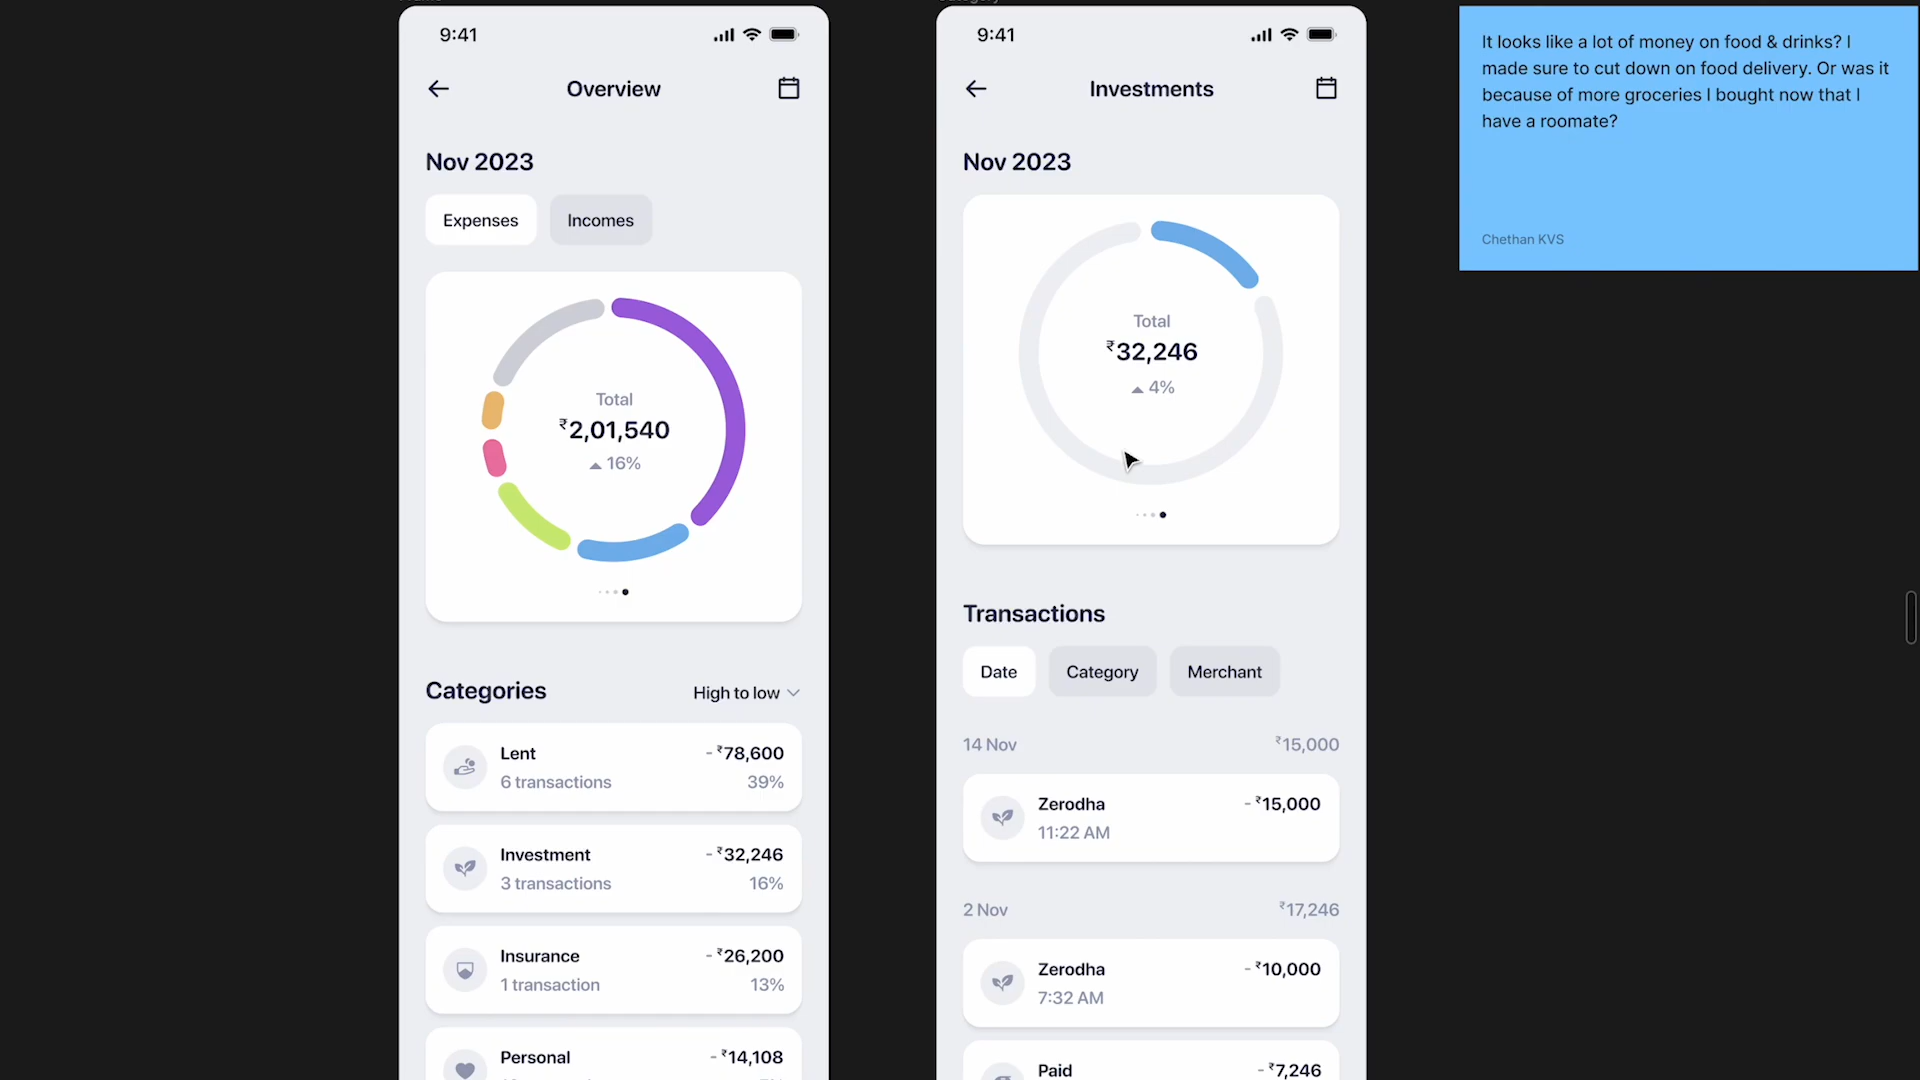 9:41
Overview
Nov 2023
Expenses
Incomes
Total
₹2,01,540
16%
Categories
High to low
Lent
- ₹78,600
6 transactions
39%
Investment
- ₹32,246
3 transactions
16%
Insurance
- ₹26,200
1 transaction
13%
Personal
- ₹14,108
9:41
Investments
Nov 2023
Total
₹32,246
4%
Transactions
Date
Category
Merchant
14 Nov
₹15,000
Zerodha
- ₹15,000
11:22 AM
2 Nov
₹17,246
Zerodha
- ₹10,000
7:32 AM
Paid
- ₹7,246
It looks like a lot of money on food & drinks? I
made sure to cut down on food delivery. Or was it
because of more groceries I bought now that I
have a roomate?
Chethan KVS